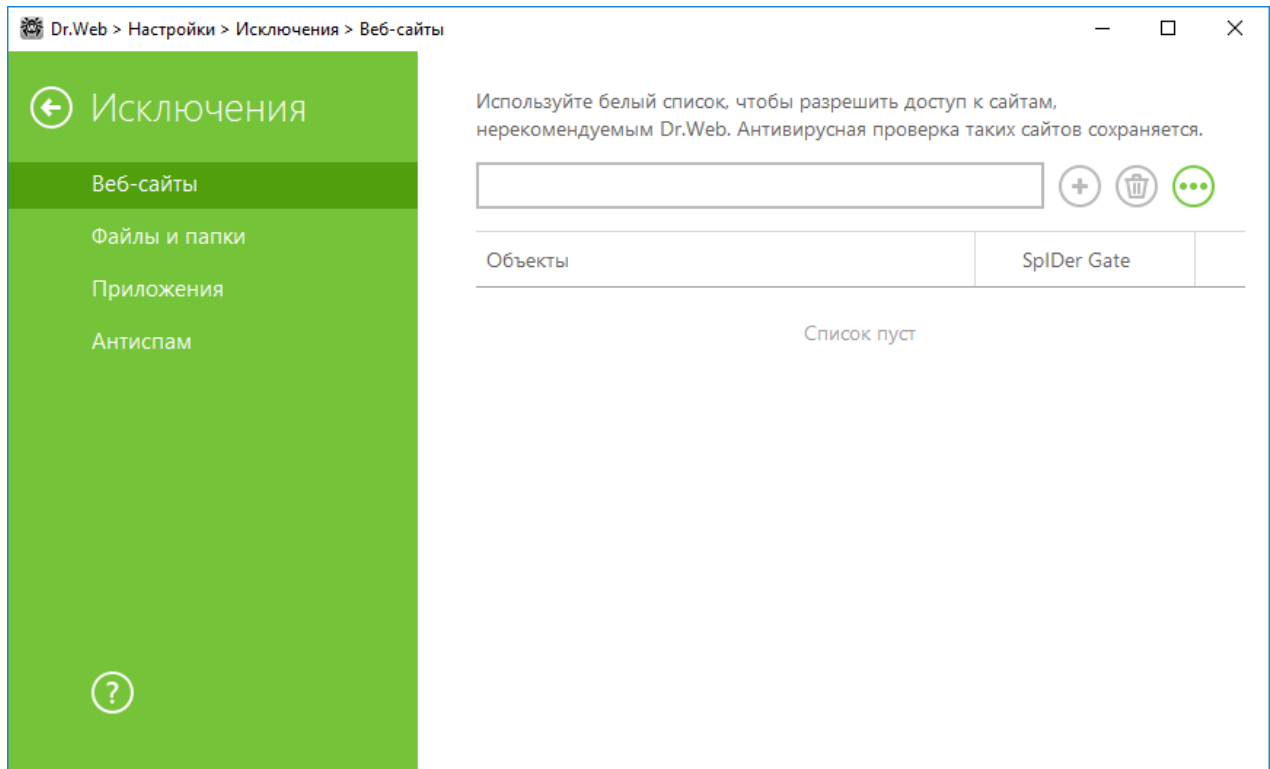 Dr.Web > Настройки > Исключения > Веб-сайты
Исключения
Веб-сайты
Файлы и папки
Приложения
Антиспам
?
Используйте белый список, чтобы разрешить доступ к сайтам,
нерекомендуемым Dr.Web. Антивирусная проверка таких сайтов сохраняется.
Объекты SpIDer Gate
Список пуст